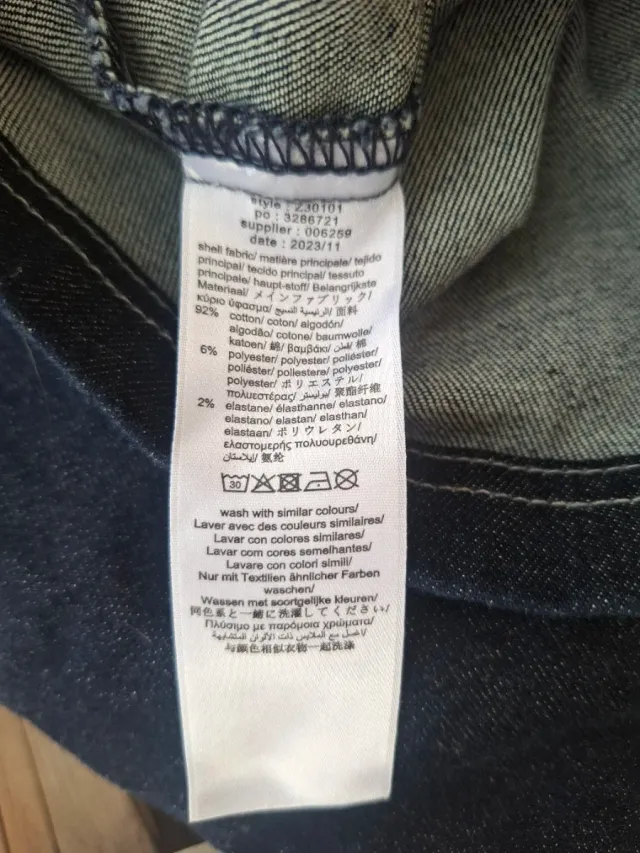 style : 230101
po : 3286721
supplier : 006259
date : 2023/11
shell fabric/ matière principale/ tejido
principal/ tecido principal/ tessuto
principale/ haupt-stoff/ Belangrijkste
Materiaal/ メインファブリック/
κύριο ύφασμα/ الرئيسية النسيج/ 面料
92% cotton/ coton/ algodón/
algodão/ cotone/ baumwolle/
katoen/ 綿/ βαμβάκι/ قطن/ 棉
6% polyester/ polyester/ poliéster/
poliéster/ poliestere/ polyester/
polyester/ ポリエステル/
πολυεστέρας/ بوليستر/ 聚酯纤维
2% elastane/ élasthanne/ elastano/
elastano/ elastan/ elasthan/
elastaan/ ポリウレタン/
ελαστομερής πολυουρεθάνη/
إيلاستان/ 氨纶
30
wash with similar colours/
Laver avec des couleurs similaires/
Lavar con colores similares/
Lavar com cores semelhantes/
Lavare con colori simili/
Nur mit Textilien ähnlicher Farben
waschen/
Wassen met soortgelijke kleuren/
同色系と一緒に洗濯してください/
Πλύσιμο με παρόμοια χρώματα/
اغسل مع الملابس ذات الألوان المتشابهة/
与颜色相似衣物一起洗涤